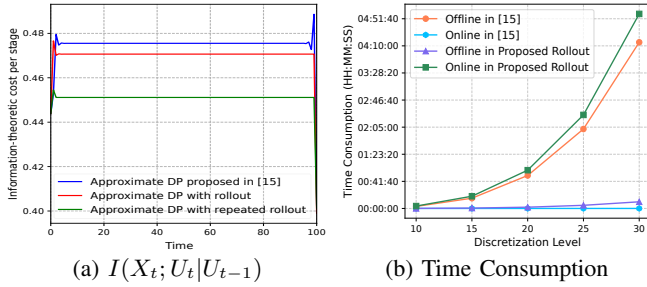 Information-theoretic cost per stage
0.48
0.46
0.44
0.42
0.40
Approximate DP proposed in [15]
Approximate DP with rollout
Approximate DP with repeated rollout
0 20 40 60 80 100
Time
(a) I(X_t; U_t|U_{t−1})
Time Consumption (HH:MM:SS)
04:51:40
04:10:00
03:28:20
02:46:40
02:05:00
01:23:20
00:41:40
00:00:00
Offline in [15]
Online in [15]
Offline in Proposed Rollout
Online in Proposed Rollout
10 15 20 25 30
Discretization Level
(b) Time Consumption